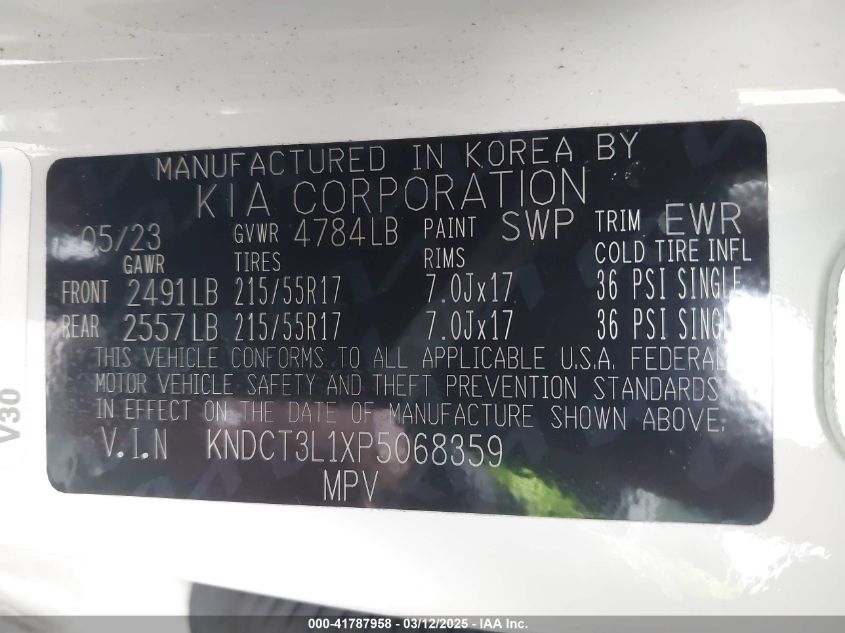 MANUFACTURED IN KOREA BY
KIA CORPORATION
05/23 GVWR 4784LB PAINT SWP TRIM EWR
GAWR TIRES RIMS COLD TIRE INFL
FRONT 2491LB 215/55R17 7.0Jx17 36 PSI SINGLE
REAR 2557LB 215/55R17 7.0Jx17 36 PSI SINGLE
THIS VEHICLE CONFORMS TO ALL APPLICABLE U.S.A. FEDERAL
MOTOR VEHICLE SAFETY AND THEFT PREVENTION STANDARDS
IN EFFECT ON THE DATE OF MANUFACTURE SHOWN ABOVE.
V.I.N KNDCT3L1XP5068359
MPV
V30
000-41787958 - 03/12/2025 - IAA Inc.